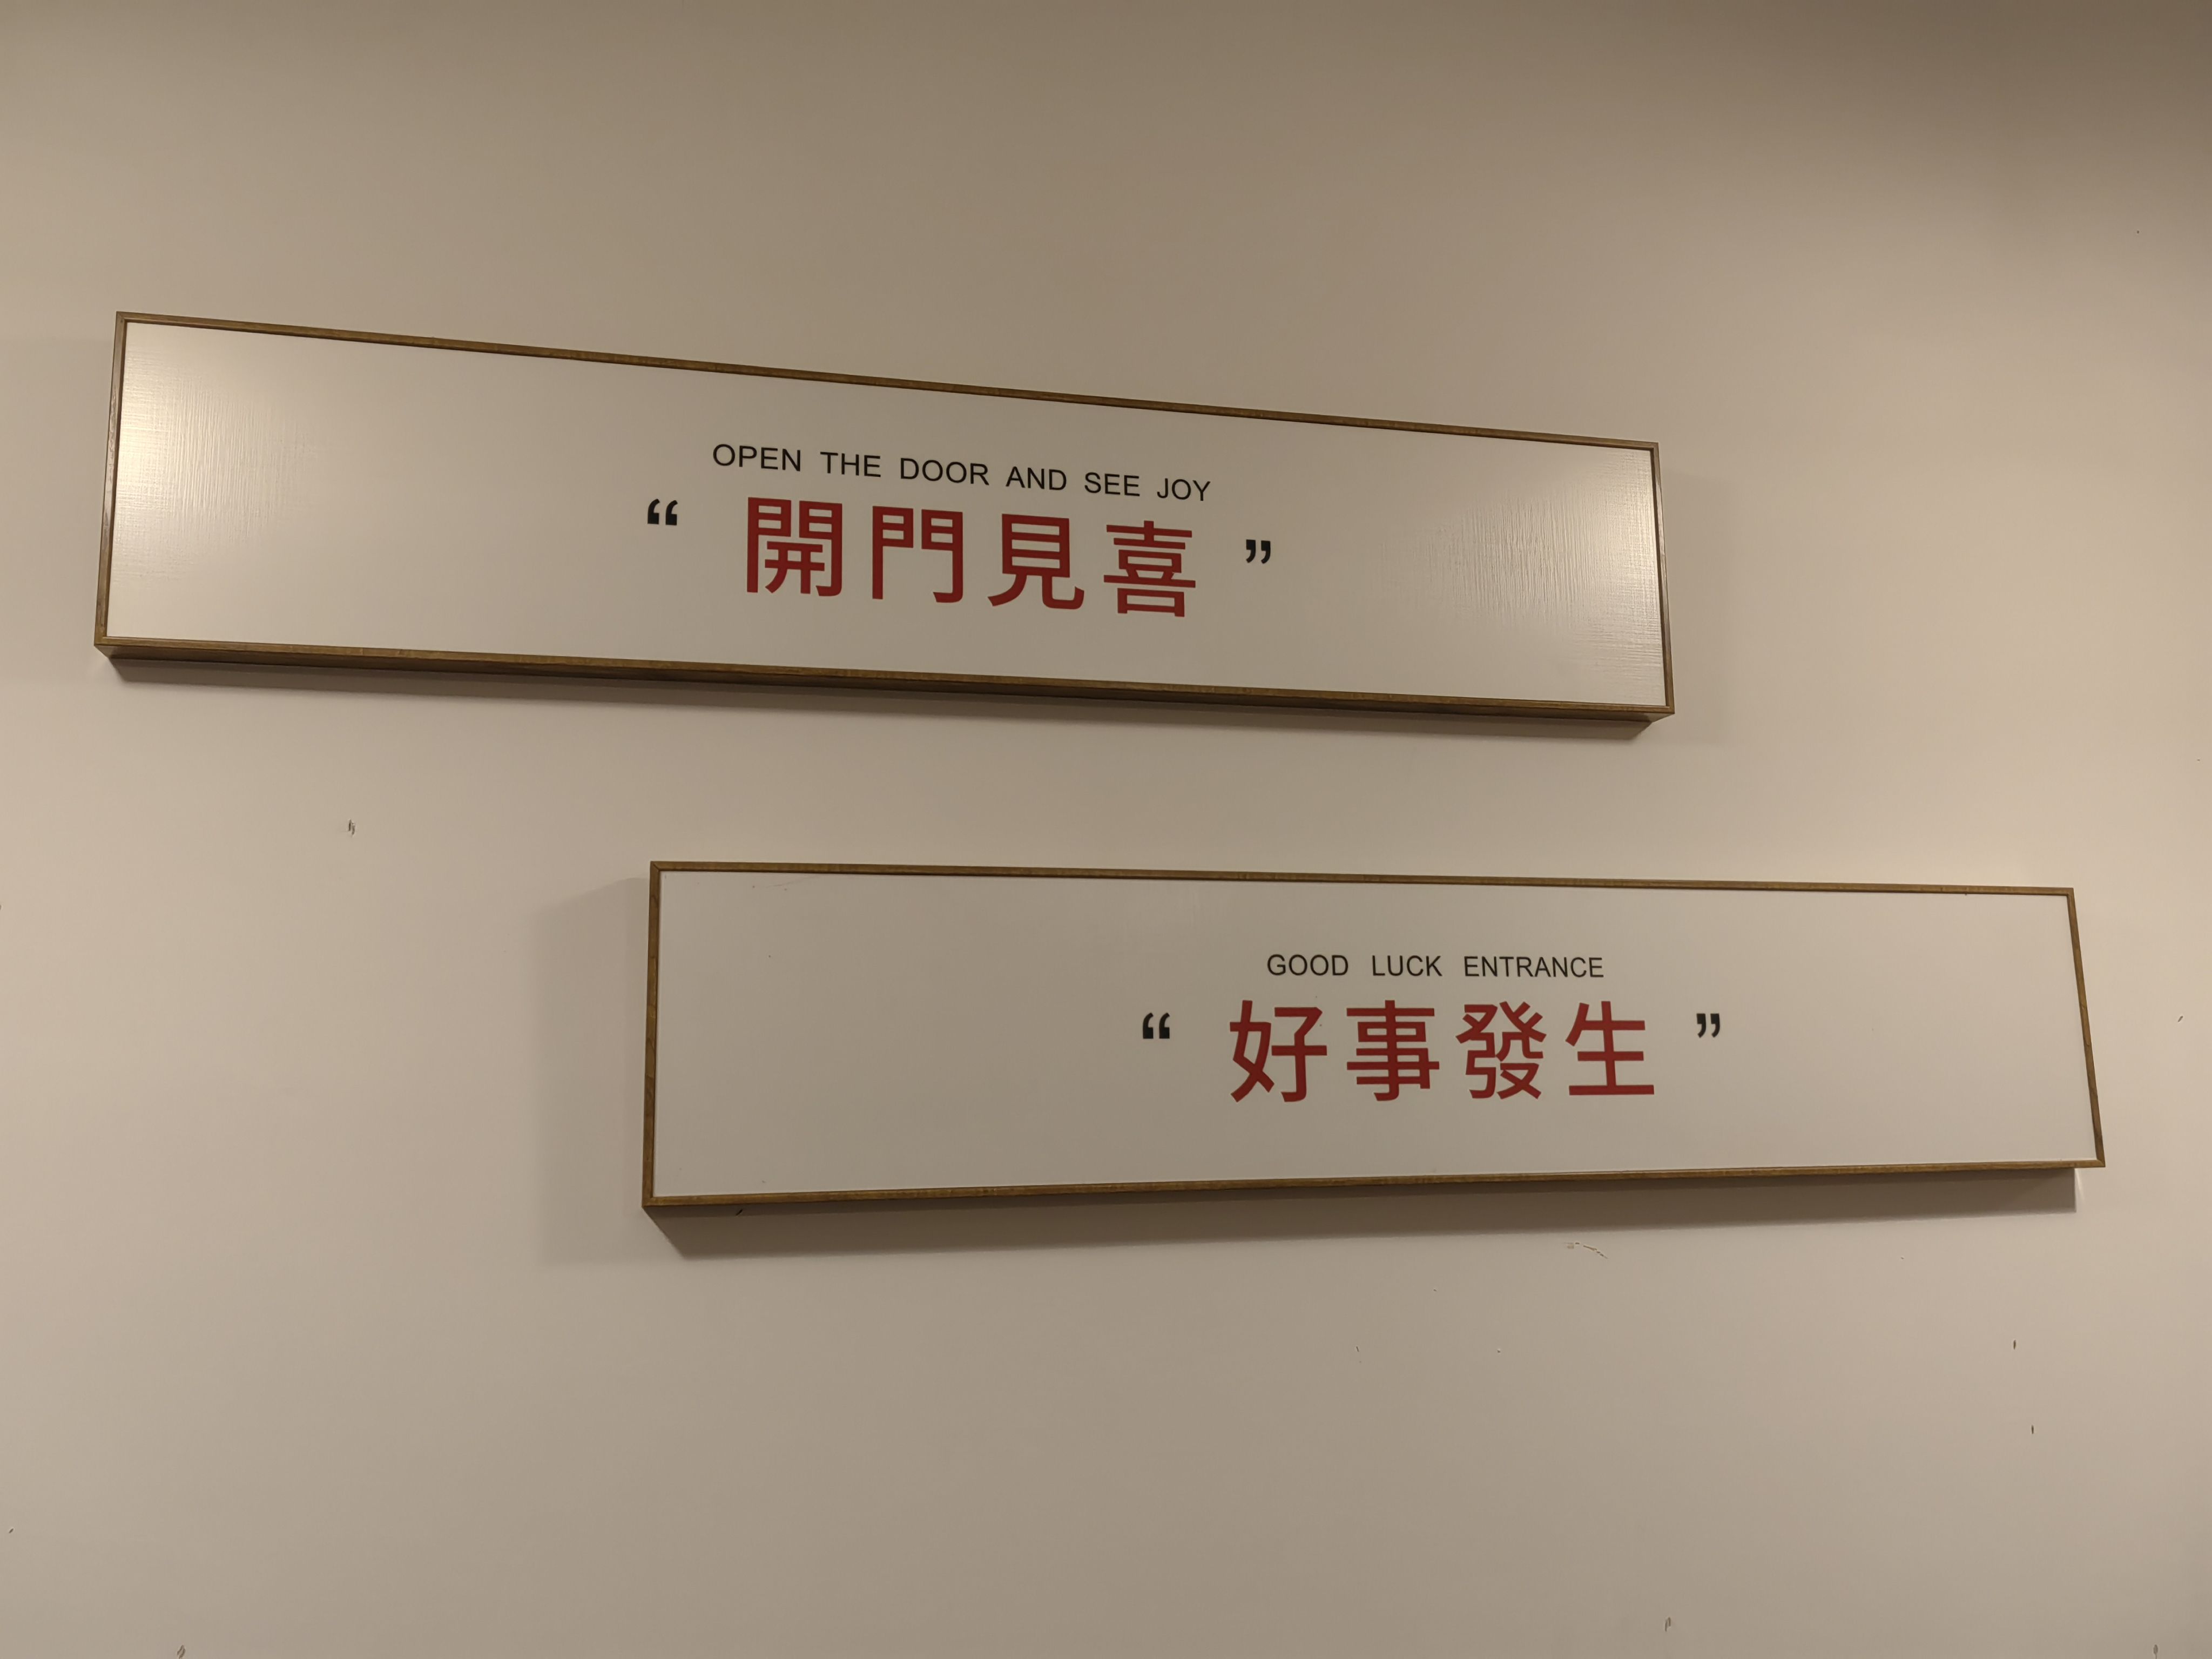 OPEN THE DOOR AND SEE JOY
“ 開門見喜 ”
GOOD LUCK ENTRANCE
“ 好事發生 ”